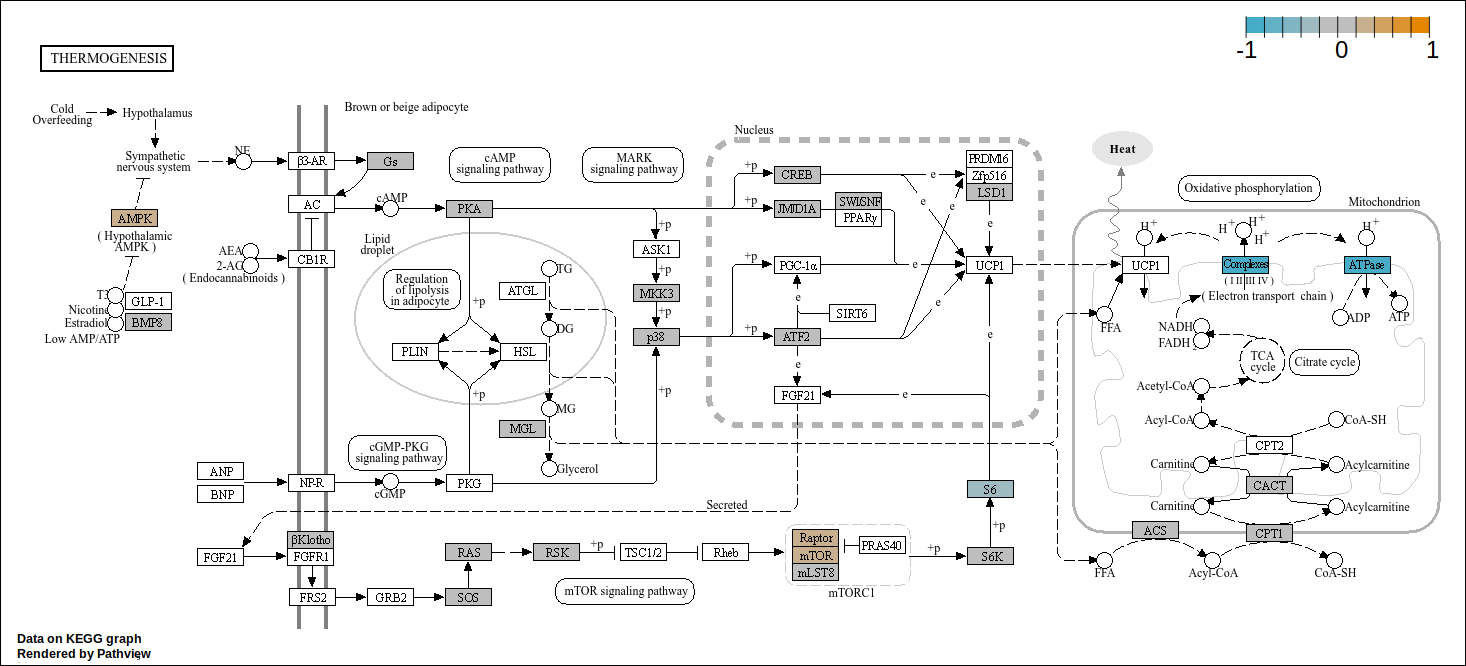 -1 0 1
THERMOGENESIS
Cold
Overfeeding
Hypothalamus
Brown or beige adipocyte
Sympathetic
nervous system
NE
β3-AR
Gs
cAMP
signaling pathway
MARK
signaling pathway
Nucleus
AC
cAMP
PKA
AMPK
( Hypothalamic
AMPK )
AEA
2-AG
( Endocannabinoids )
CB1R
T3
Nicotine
Estradiol
Low AMP/ATP
GLP-1
BMP8
Lipid
droplet
Regulation
of lipolysis
in adipocyte
+p
PLIN
HSL
+p
ATGL
TG
DG
MG
MGL
Glycerol
+p
ASK1
+p
MKK3
+p
p38
+p
+p
CREB
+p
JMJD1A
SWI/SNF
PPARγ
+p
PGC-1α
e
SIRT6
+p
ATF2
e
FGF21
e
e
e
e
e
e
PRDM16
Zfp516
LSD1
e
UCP1
e
Heat
Oxidative phosphorylation
Mitochondrion
H+
H+
H+
H+
H+
UCP1
Complexes
( I II III IV )
( Electron transport chain )
ATPase
ADP
ATP
FFA
NADH
FADH2
TCA
cycle
Citrate cycle
Acetyl-CoA
Acyl-CoA
CoA-SH
CPT2
Carnitine
Acylcarnitine
CACT
Carnitine
Acylcarnitine
ACS
CPT1
FFA
Acyl-CoA
CoA-SH
ANP
BNP
NP-R
cGMP-PKG
signaling pathway
cGMP
PKG
Secreted
FGF21
βKlotho
FGFR1
FRS2
GRB2
SOS
RAS
RSK
+p
TSC1/2
Rheb
Raptor
mTOR
mLST8
PRAS40
mTORC1
mTOR signaling pathway
+p
S6K
+p
S6
Data on KEGG graph
Rendered by Pathview